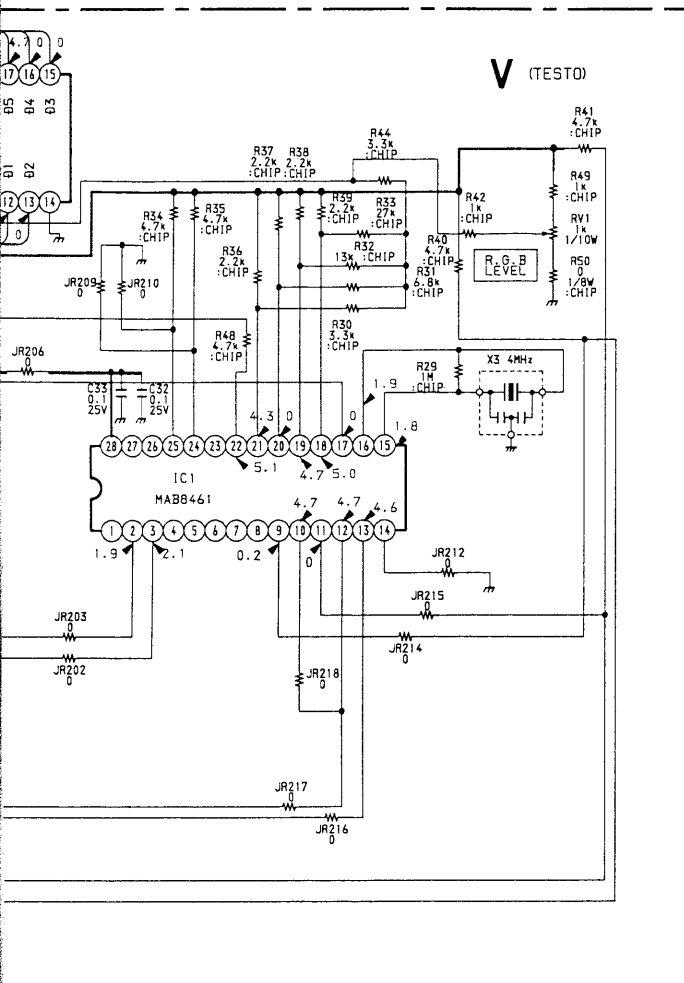 V (TESTO)
4.7 0 0
17 16 15
D5 D4 D3
D1 D2
12 13 14
0
R37
2.2k
:CHIP
R38
2.2k
:CHIP
R44
3.3k
:CHIP
R41
4.7k
:CHIP
R34
4.7k
:CHIP
R35
4.7k
:CHIP
R39
2.2k
:CHIP
R33
27k
:CHIP
R42
1k
:CHIP
R49
1k
:CHIP
RV1
1k
1/10W
R36
2.2k
:CHIP
R32
13k :CHIP
R40
4.7k
:CHIP
R.G.B
LEVEL
R50
0
1/8W
:CHIP
JR209
0
JR210
0
R31
6.8k
:CHIP
R30
3.3k
:CHIP
R48
4.7k
:CHIP
JR206
0
R29
1M
:CHIP
X3 4MHz
C33
0.1
25V
C32
0.1
25V
4.3 0 0 1.9 1.8
28 27 26 25 24 23 22 21 20 19 18 17 16 15
5.1 4.7 5.0
IC1
MAB8461
4.7 4.7 4.6
1 2 3 4 5 6 7 8 9 10 11 12 13 14
1.9 2.1 0.2 0
JR212
0
JR215
0
JR203
0
JR214
0
JR202
0
JR218
0
JR217
0
JR216
0